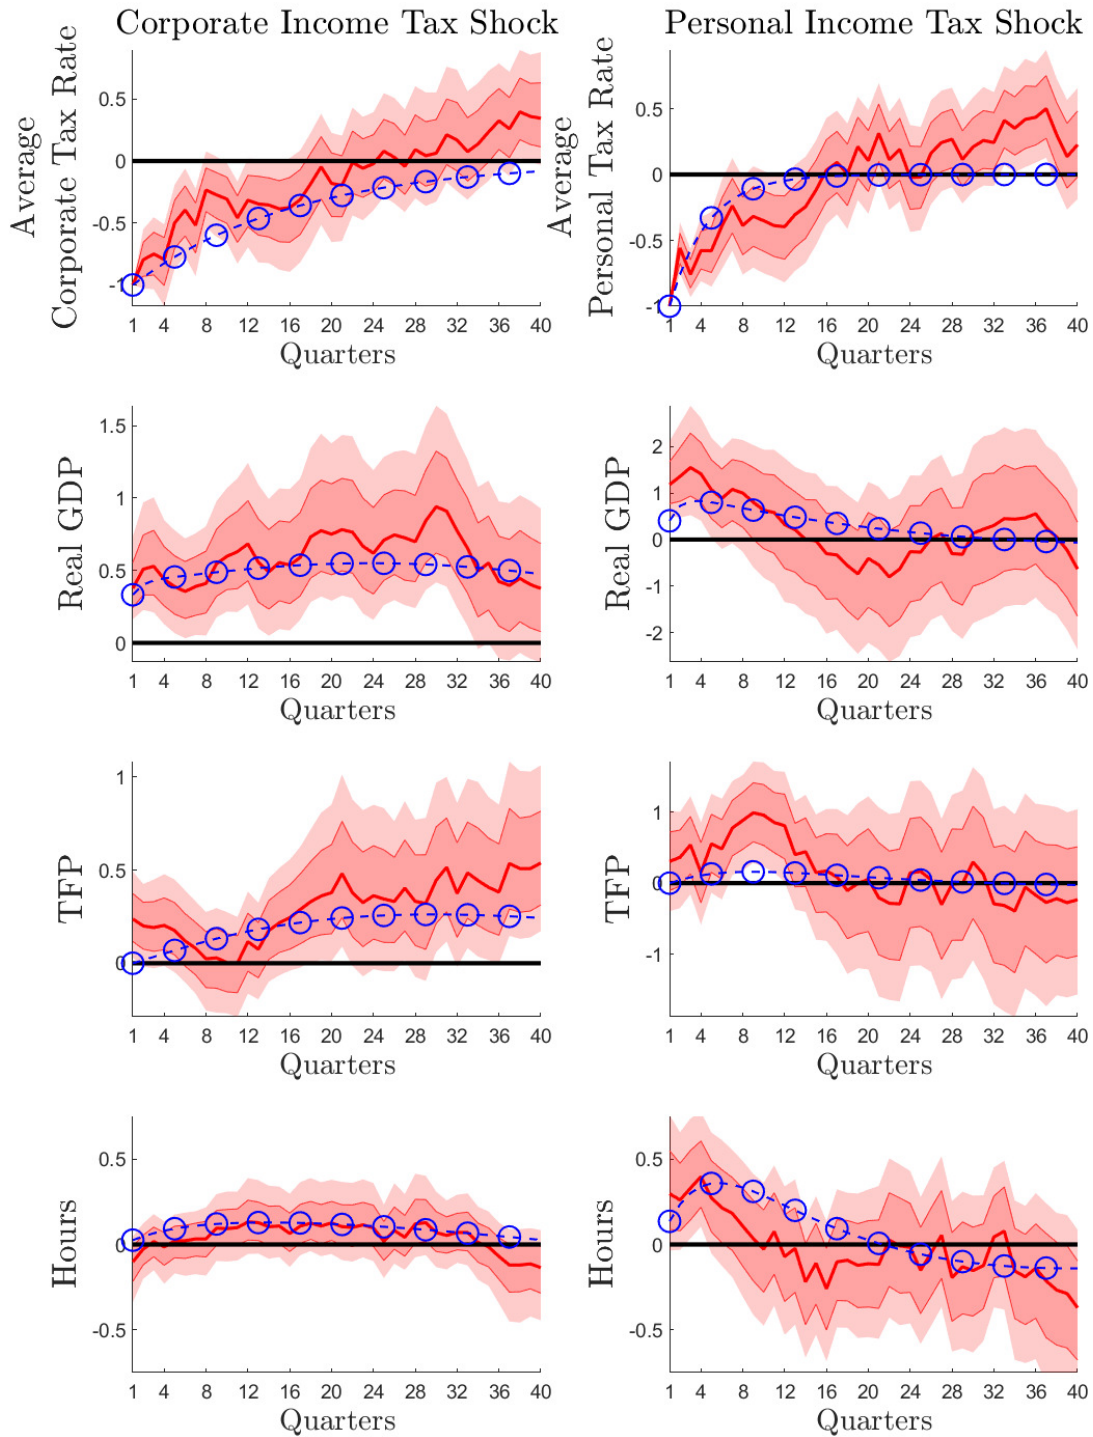 Corporate Income Tax Shock
Personal Income Tax Shock
Average
Corporate Tax Rate
0.5
0
-0.5
-1
1 4 8 12 16 20 24 28 32 36 40
Quarters
Average
Personal Tax Rate
0.5
0
-0.5
-1
1 4 8 12 16 20 24 28 32 36 40
Quarters
Real GDP
1.5
1
0.5
0
1 4 8 12 16 20 24 28 32 36 40
Quarters
Real GDP
2
1
0
-1
-2
1 4 8 12 16 20 24 28 32 36 40
Quarters
TFP
1
0.5
0
1 4 8 12 16 20 24 28 32 36 40
Quarters
TFP
1
0
-1
1 4 8 12 16 20 24 28 32 36 40
Quarters
Hours
0.5
0
-0.5
1 4 8 12 16 20 24 28 32 36 40
Quarters
Hours
0.5
0
-0.5
1 4 8 12 16 20 24 28 32 36 40
Quarters